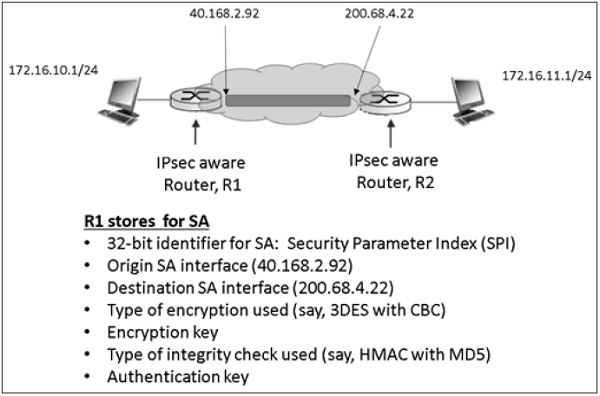 40.168.2.92
200.68.4.22
172.16.10.1/24
172.16.11.1/24
IPsec aware
Router, R1
IPsec aware
Router, R2
R1 stores for SA
• 32-bit identifier for SA: Security Parameter Index (SPI)
• Origin SA interface (40.168.2.92)
• Destination SA interface (200.68.4.22)
• Type of encryption used (say, 3DES with CBC)
• Encryption key
• Type of integrity check used (say, HMAC with MD5)
• Authentication key